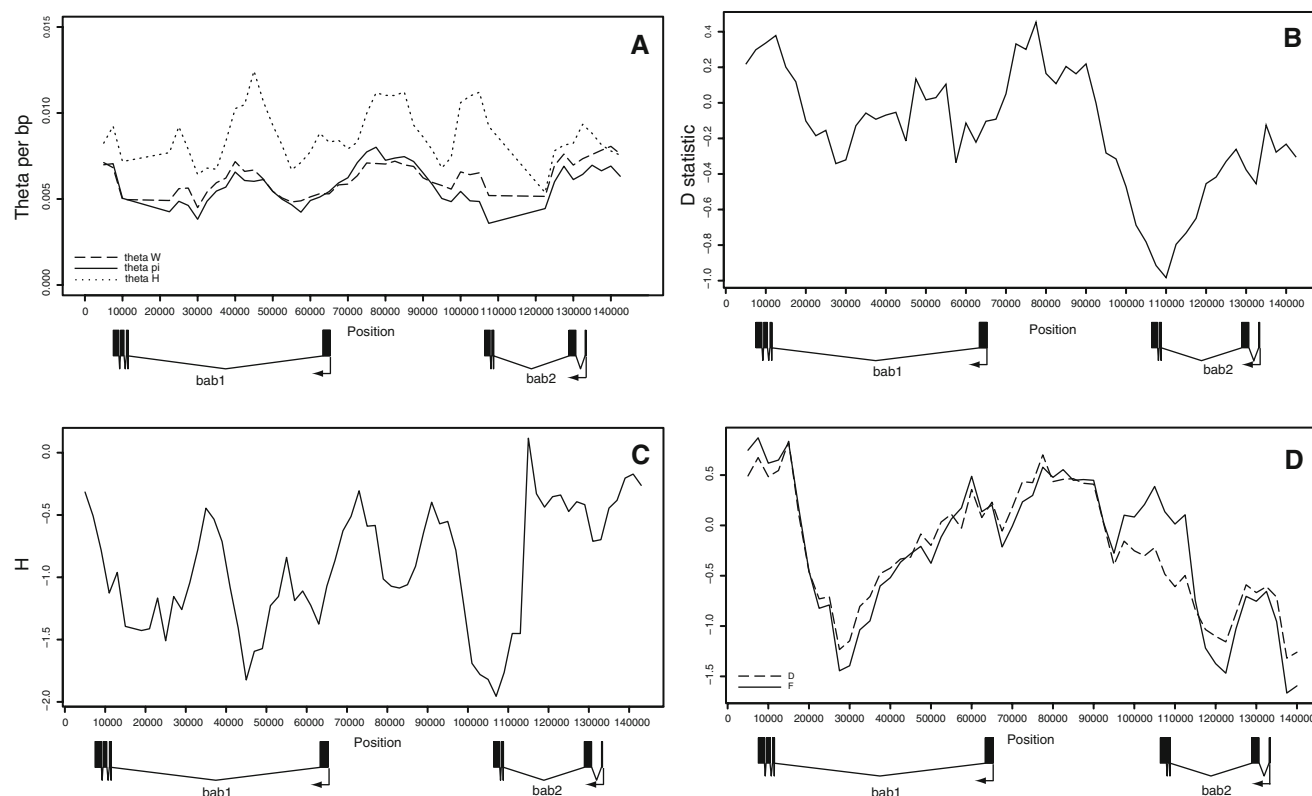 A
Theta per bp
0.015
0.010
0.005
0.000
theta W
theta pi
theta H
0 10000 20000 30000 40000 50000 60000 70000 80000 90000 100000 110000 120000 130000 140000
Position
bab1
bab2
B
D statistic
0.4
0.2
0.0
−0.2
−0.4
−0.6
−0.8
−1.0
0 10000 20000 30000 40000 50000 60000 70000 80000 90000 100000 110000 120000 130000 140000
Position
bab1
bab2
C
H
0.0
−0.5
−1.0
−1.5
−2.0
0 10000 20000 30000 40000 50000 60000 70000 80000 90000 100000 110000 120000 130000 140000
Position
bab1
bab2
D
0.5
0.0
−0.5
−1.0
−1.5
D
F
0 10000 20000 30000 40000 50000 60000 70000 80000 90000 100000 110000 120000 130000 140000
Position
bab1
bab2